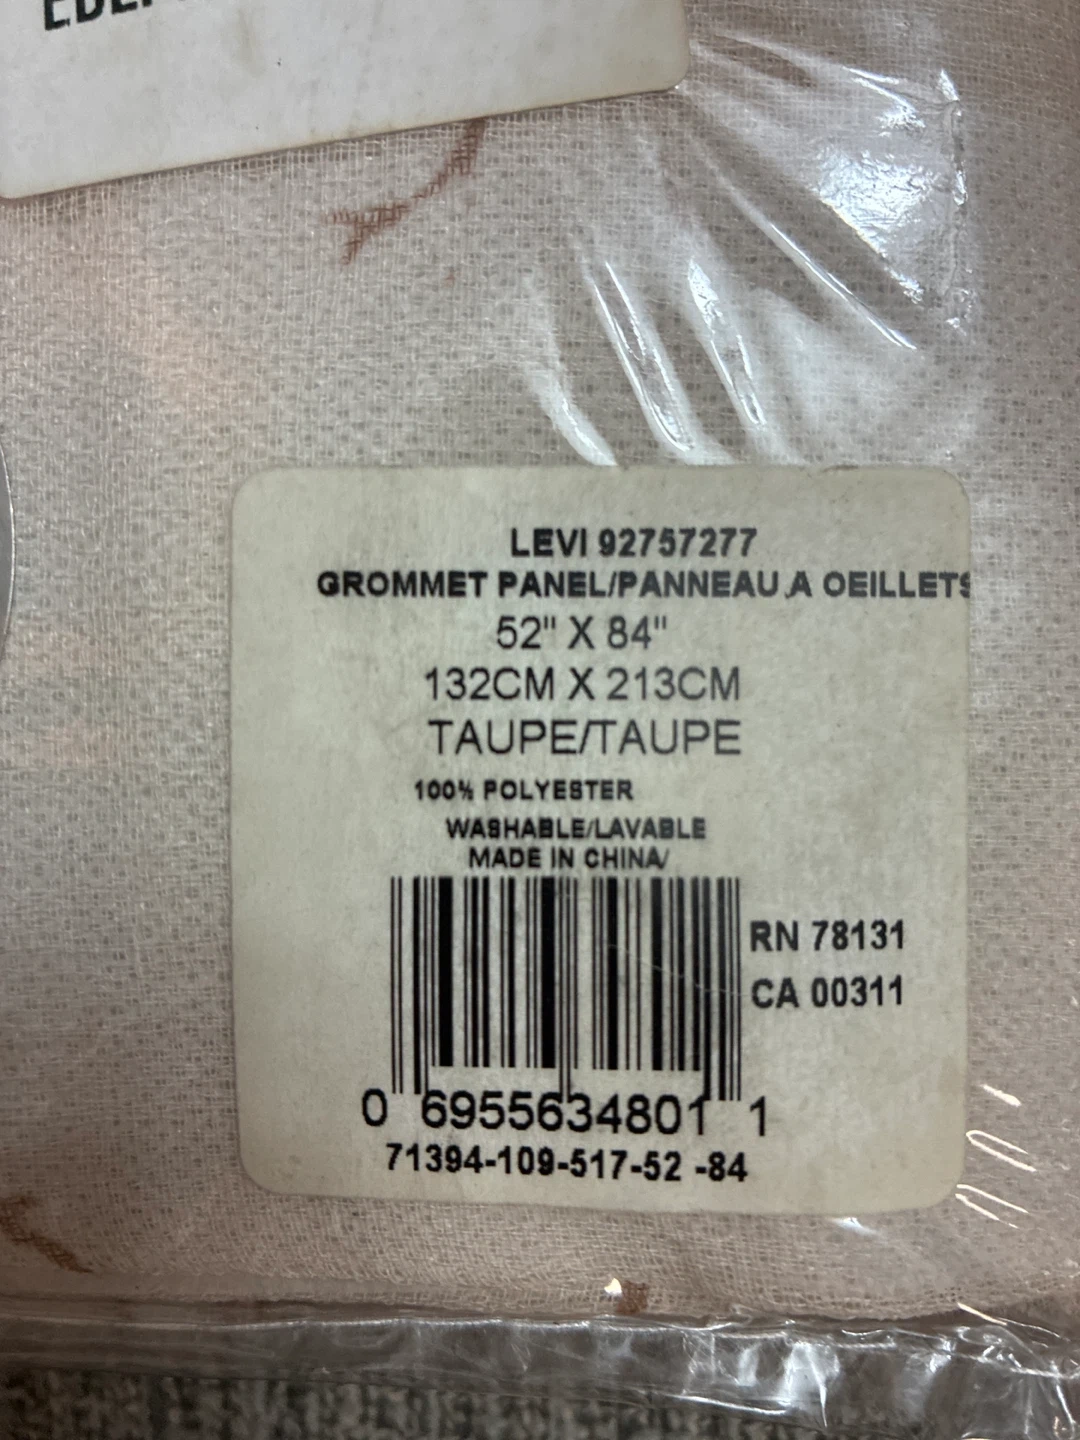 LEVI 92757277
GROMMET PANEL/PANNEAU A OEILLETS
52" X 84"
132CM X 213CM
TAUPE/TAUPE
100% POLYESTER
WASHABLE/LAVABLE
MADE IN CHINA/
RN 78131
CA 00311
0 6955634801 1
71394-109-517-52 -84